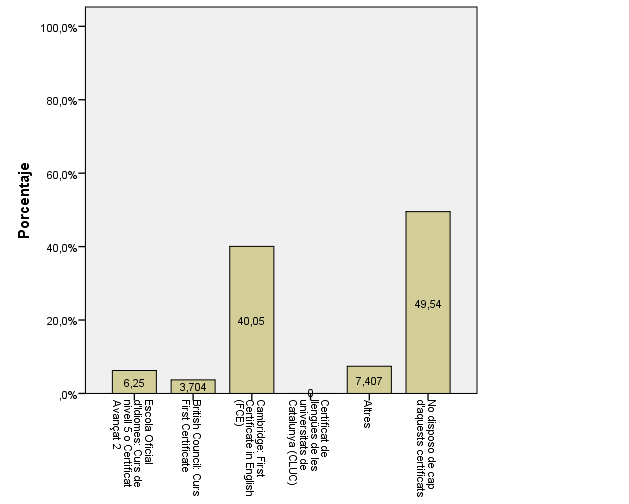 100,0%
80,0%
60,0%
40,0%
20,0%
,0%
Porcentaje
6,25
3,704
40,05
0
7,407
49,54
Escola Oficial
d'Idiomes: Curs de
nivell 5 o Certificat
Avançat 2
British Council: Curs
First Certificate
Cambridge: First
Certificate in English
(FCE)
Certificat de
llengües de les
universitats de
Catalunya (CLUC)
Altres
No disposo de cap
d'aquests certificats